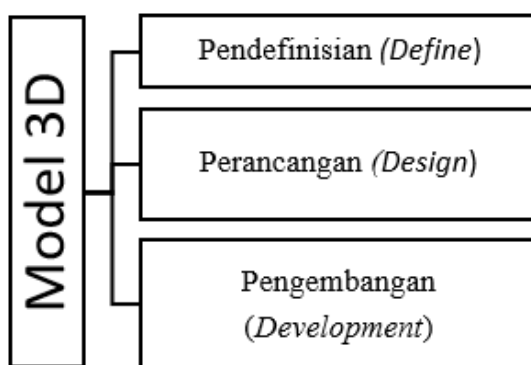 Model 3D
Pendefinisian (Define)
Perancangan (Design)
Pengembangan
(Development)